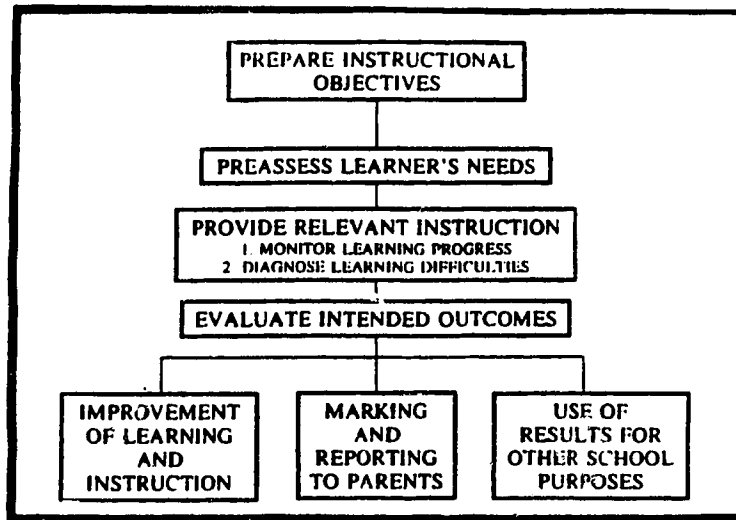 PREPARE INSTRUCTIONAL
OBJECTIVES
PREASSESS LEARNER'S NEEDS
PROVIDE RELEVANT INSTRUCTION
1. MONITOR LEARNING PROGRESS
2 DIAGNOSE LEARNING DIFFICULTIES
EVALUATE INTENDED OUTCOMES
IMPROVEMENT
OF LEARNING
AND
INSTRUCTION
MARKING
AND
REPORTING
TO PARENTS
USE OF
RESULTS FOR
OTHER SCHOOL
PURPOSES